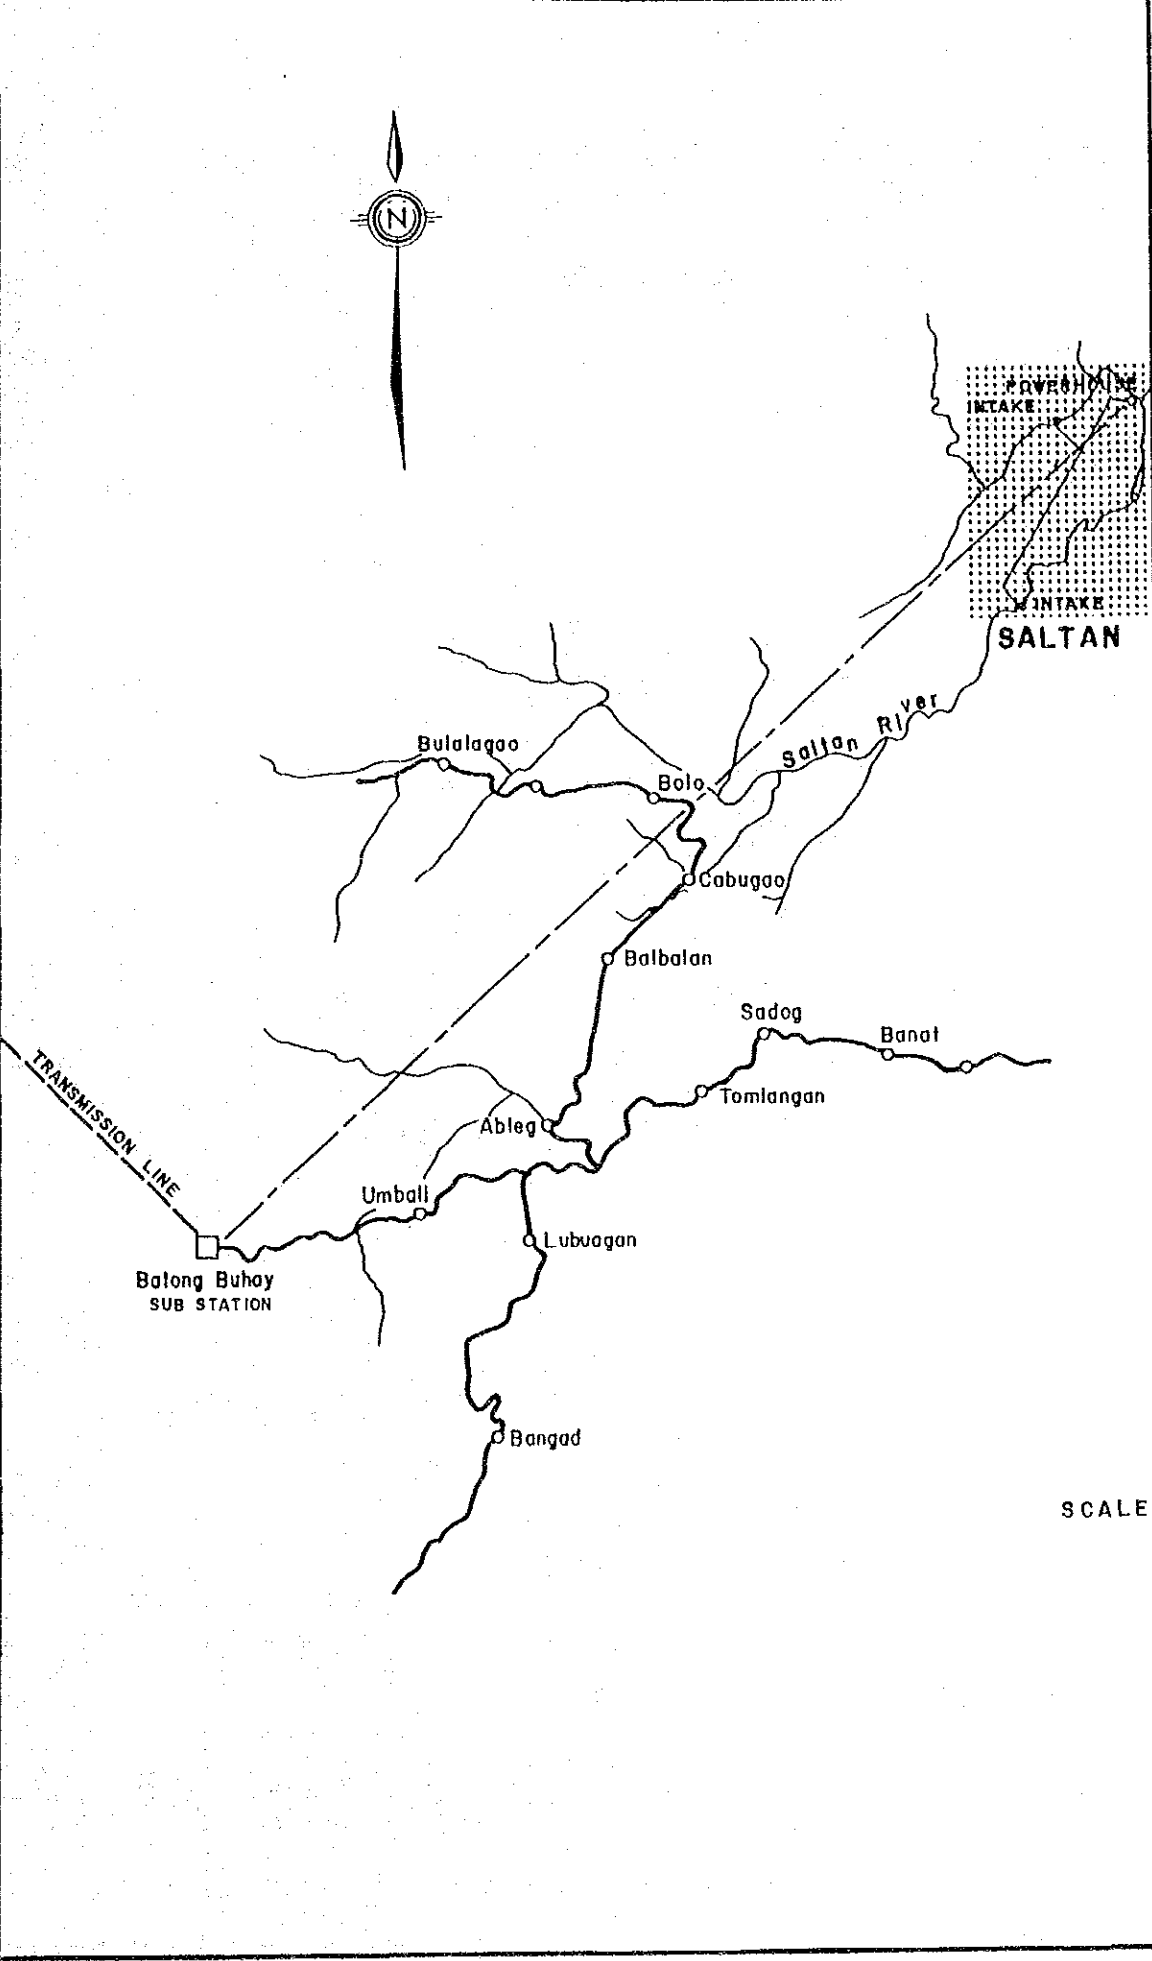 N
POWERHOUSE
INTAKE
INTAKE
SALTAN
Saltan River
Bulalagao
Bolo
Cabugao
Balbalan
Sadog
Banat
Tomlangan
TRANSMISSION LINE
Ableg
Umbali
Lubuagan
Batong Buhay
SUB STATION
Bangad
SCALE